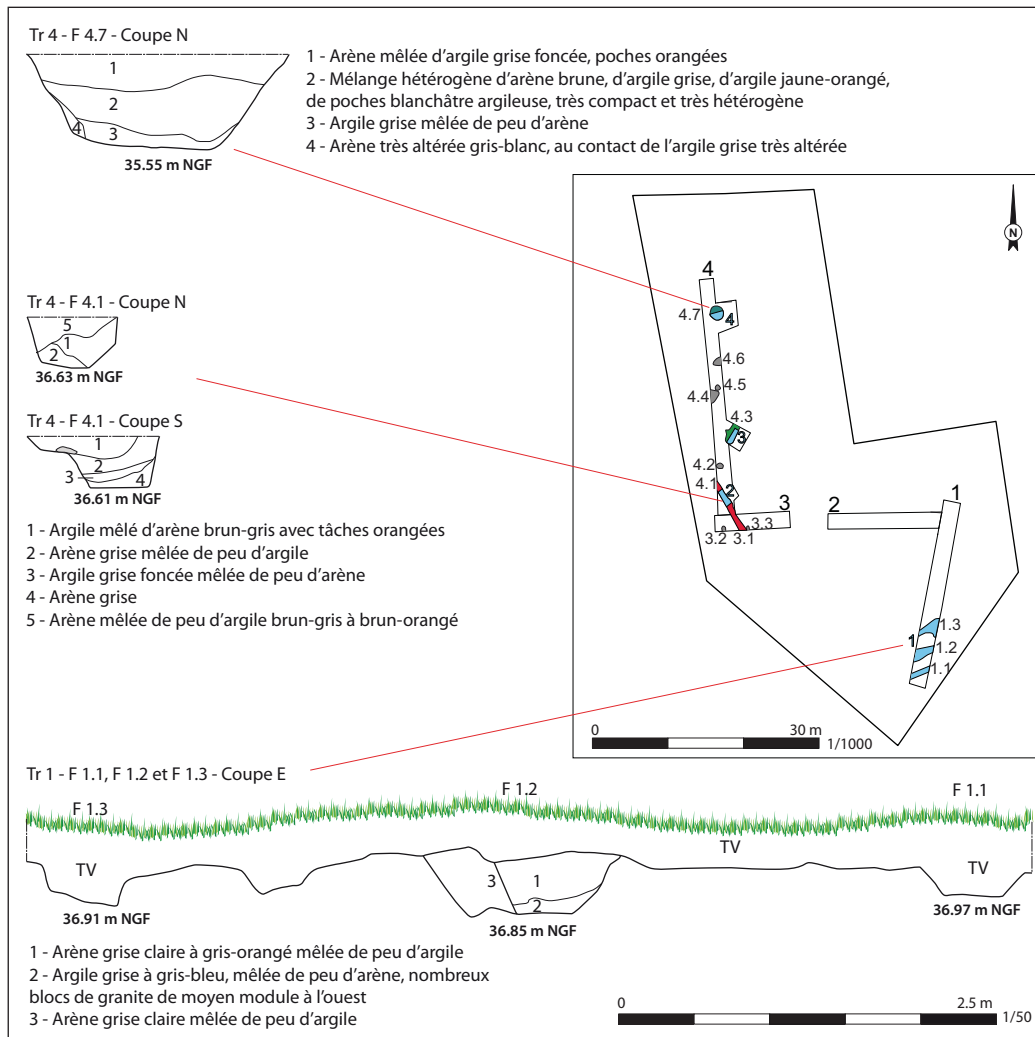 Tr 4 - F 4.7 - Coupe N
1
2
3
4
35.55 m NGF
1 - Arène mêlée d'argile grise foncée, poches orangées
2 - Mélange hétérogène d'arène brune, d'argile grise, d'argile jaune-orangé,
de poches blanchâtre argileuse, très compact et très hétérogène
3 - Argile grise mêlée de peu d'arène
4 - Arène très altérée gris-blanc, au contact de l'argile grise très altérée
Tr 4 - F 4.1 - Coupe N
5
1
2
36.63 m NGF
Tr 4 - F 4.1 - Coupe S
1
2
3
4
36.61 m NGF
1 - Argile mêlé d'arène brun-gris avec tâches orangées
2 - Arène grise mêlée de peu d'argile
3 - Argile grise foncée mêlée de peu d'arène
4 - Arène grise
5 - Arène mêlée de peu d'argile brun-gris à brun-orangé
N
4
4.7
4
4.6
4.5
4.4
4.3
3
4.2
4.1
2
3
3.3
3.2
3.1
2
1
1.3
1
1.2
1.1
0
30 m
1/1000
Tr 1 - F 1.1, F 1.2 et F 1.3 - Coupe E
F 1.3
F 1.2
F 1.1
TV
TV
TV
3
1
2
36.91 m NGF
36.85 m NGF
36.97 m NGF
1 - Arène grise claire à gris-orangé mêlée de peu d'argile
2 - Argile grise à gris-bleu, mêlée de peu d'arène, nombreux
blocs de granite de moyen module à l'ouest
3 - Arène grise claire mêlée de peu d'argile
0
2.5 m
1/50